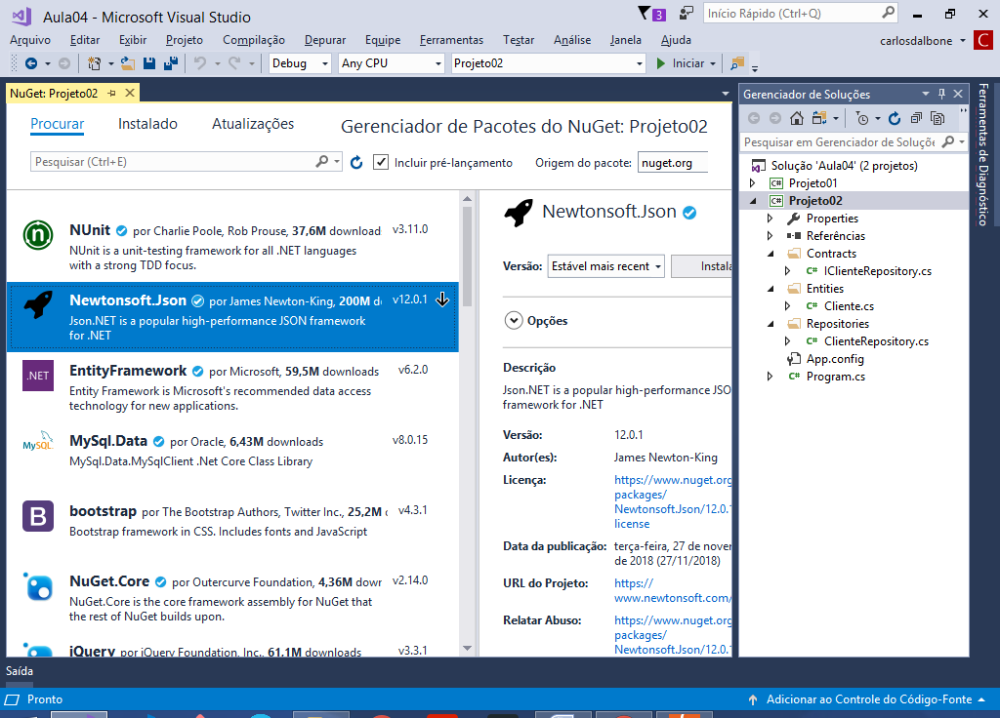 Aula04 - Microsoft Visual Studio
3
Início Rápido (Ctrl+Q)
Arquivo Editar Exibir Projeto Compilação Depurar Equipe Ferramentas Testar Análise Janela Ajuda
carlosdalbone
C
Debug
Any CPU
Projeto02
Iniciar
NuGet: Projeto02
Procurar Instalado Atualizações
Gerenciador de Pacotes do NuGet: Projeto02
Pesquisar (Ctrl+E)
Incluir pré-lançamento
Origem do pacote: nuget.org
n
NUnit por Charlie Poole, Rob Prouse, 37,6M download
v3.11.0
NUnit is a unit-testing framework for all .NET languages
with a strong TDD focus.
Newtonsoft.Json por James Newton-King, 200M d
v12.0.1
Json.NET is a popular high-performance JSON framework
for .NET
.NET
EntityFramework por Microsoft, 59,5M downloads
v6.2.0
Entity Framework is Microsoft's recommended data access
technology for new applications.
MySQL
MySql.Data por Oracle, 6,43M downloads
v8.0.15
MySql.Data.MySqlClient .Net Core Class Library
B
bootstrap por The Bootstrap Authors, Twitter Inc., 25,2M
v4.3.1
Bootstrap framework in CSS. Includes fonts and JavaScript
NuGet.Core por Outercurve Foundation, 4,36M dow
v2.14.0
NuGet.Core is the core framework assembly for NuGet that
the rest of NuGet builds upon.
jQuery por jQuery Foundation, Inc., 61,1M downloads
v3.3.1
Newtonsoft.Json
Versão: Estável mais recente
Instala
Opções
Descrição
Json.NET is a popular high-performance JSO
framework for .NET
Versão: 12.0.1
Autor(es): James Newton-King
Licença: https://www.nuget.org
packages/
Newtonsoft.Json/12.0.
license
Data da publicação: terça-feira, 27 de nover
de 2018 (27/11/2018)
URL do Projeto: https://
www.newtonsoft.com/
Relatar Abuso: https://www.nuget.org
packages/
Newtonsoft.Json/12.0.
Gerenciador de Soluções
Pesquisar em Gerenciador de Soluçõe
Solução 'Aula04' (2 projetos)
C# Projeto01
C# Projeto02
Properties
Referências
Contracts
C# IClienteRepository.cs
Entities
C# Cliente.cs
Repositories
C# ClienteRepository.cs
App.config
C# Program.cs
Ferramentas de Diagnóstico
Saída
Pronto
Adicionar ao Controle do Código-Fonte